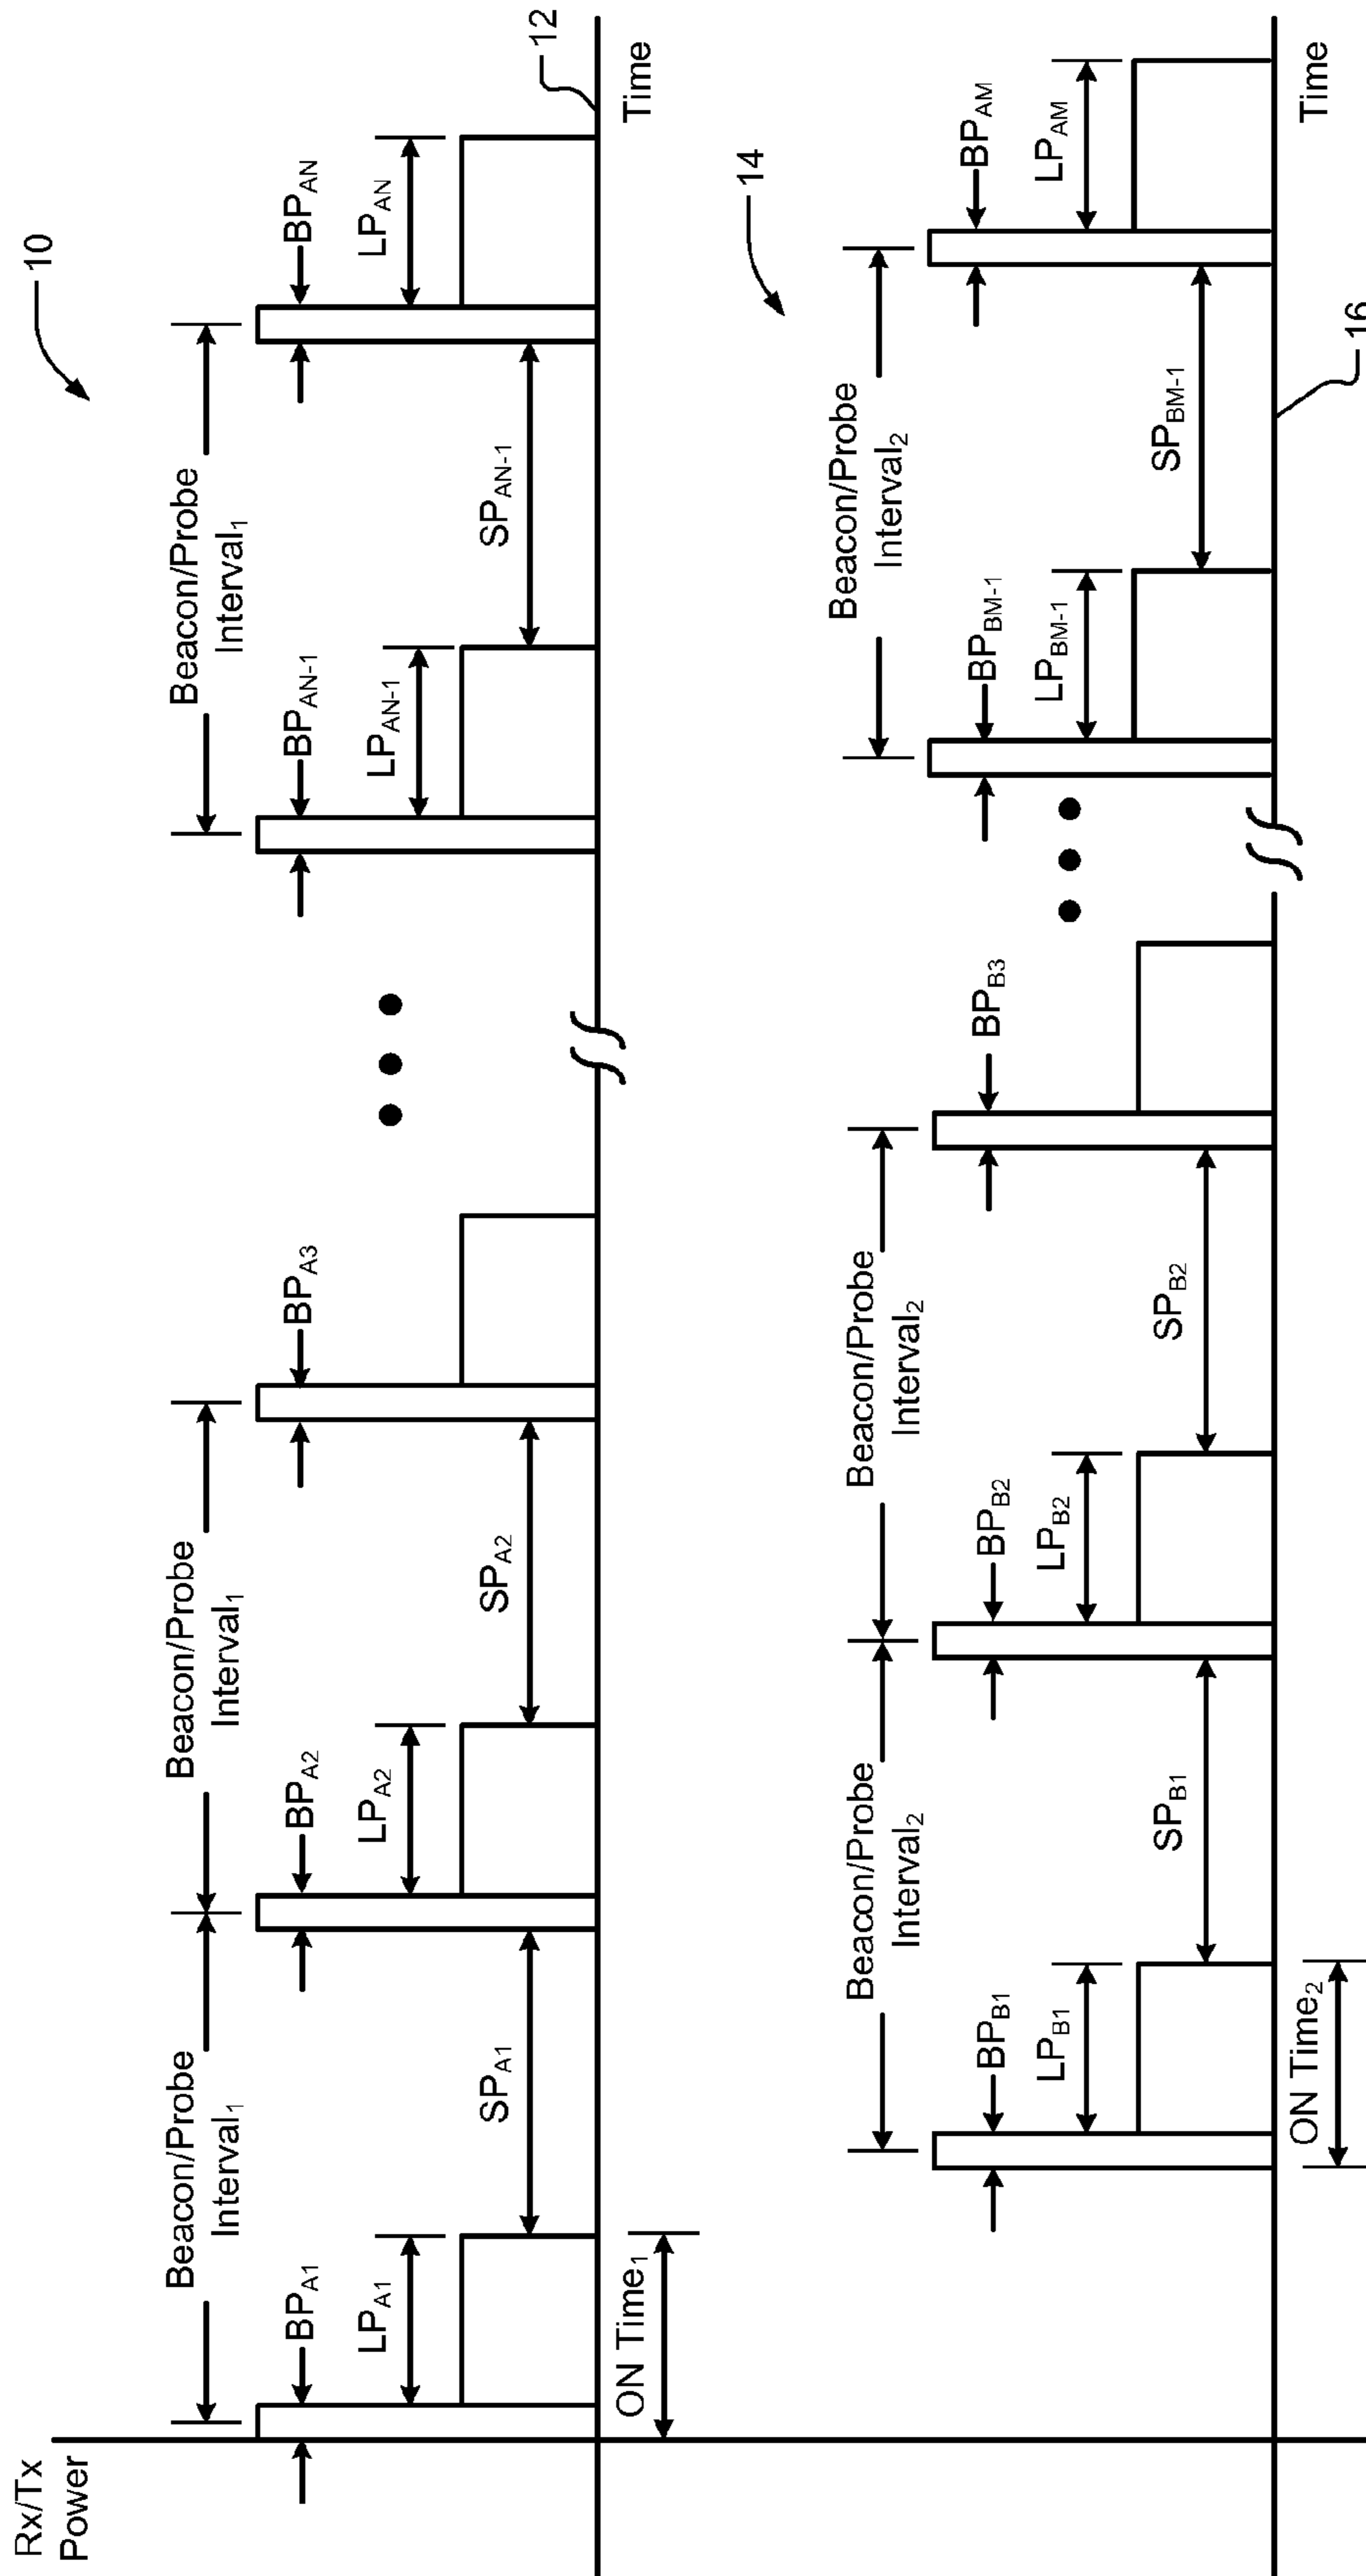 Rx/Tx
Power
10
Beacon/Probe
Interval1
Beacon/Probe
Interval1
Beacon/Probe
Interval1
BPA1
BPA2
BPA3
BPAN-1
BPAN
LPA1
LPA2
LPAN-1
LPAN
SPA1
SPA2
SPAN-1
12
ON Time1
Time
14
Beacon/Probe
Interval2
Beacon/Probe
Interval2
Beacon/Probe
Interval2
BPB1
BPB2
BPB3
BPBM-1
BPAM
LPB1
LPB2
LPBM-1
LPAM
SPB1
SPB2
SPBM-1
ON Time2
Time
16